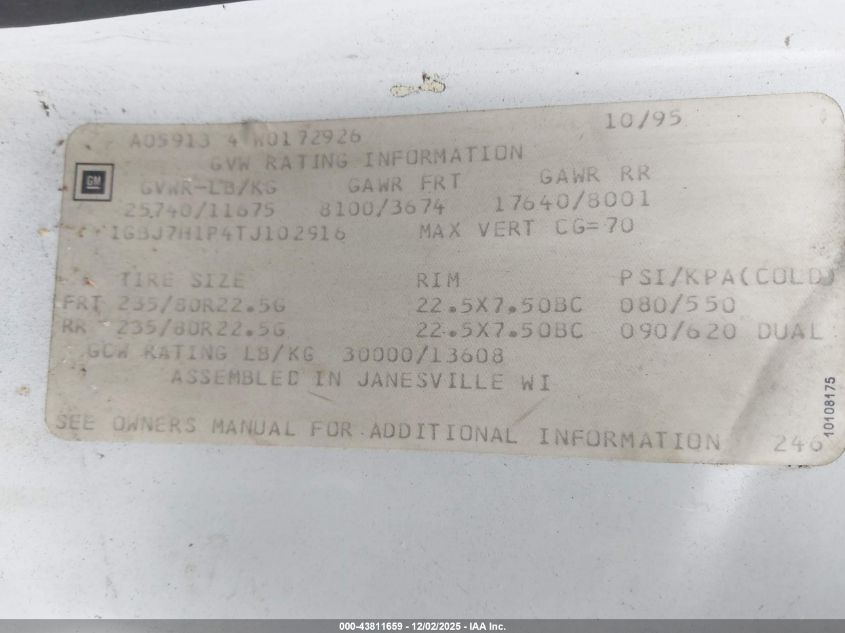 10/95
A05913 4 W0172926
GVW RATING INFORMATION
GM
GVWR-LB/KG GAWR FRT GAWR RR
25740/11675 8100/3674 17640/8001
1GBJ7H1P4TJ102916 MAX VERT CG=70
TIRE SIZE RIM PSI/KPA(COLD)
FRT 235/80R22.5G 22.5X7.50BC 080/550
RR 235/80R22.5G 22.5X7.50BC 090/620 DUAL
GCW RATING LB/KG 30000/13608
ASSEMBLED IN JANESVILLE WI
SEE OWNERS MANUAL FOR ADDITIONAL INFORMATION 246
10108175
000-43811659 - 12/02/2025 - IAA Inc.